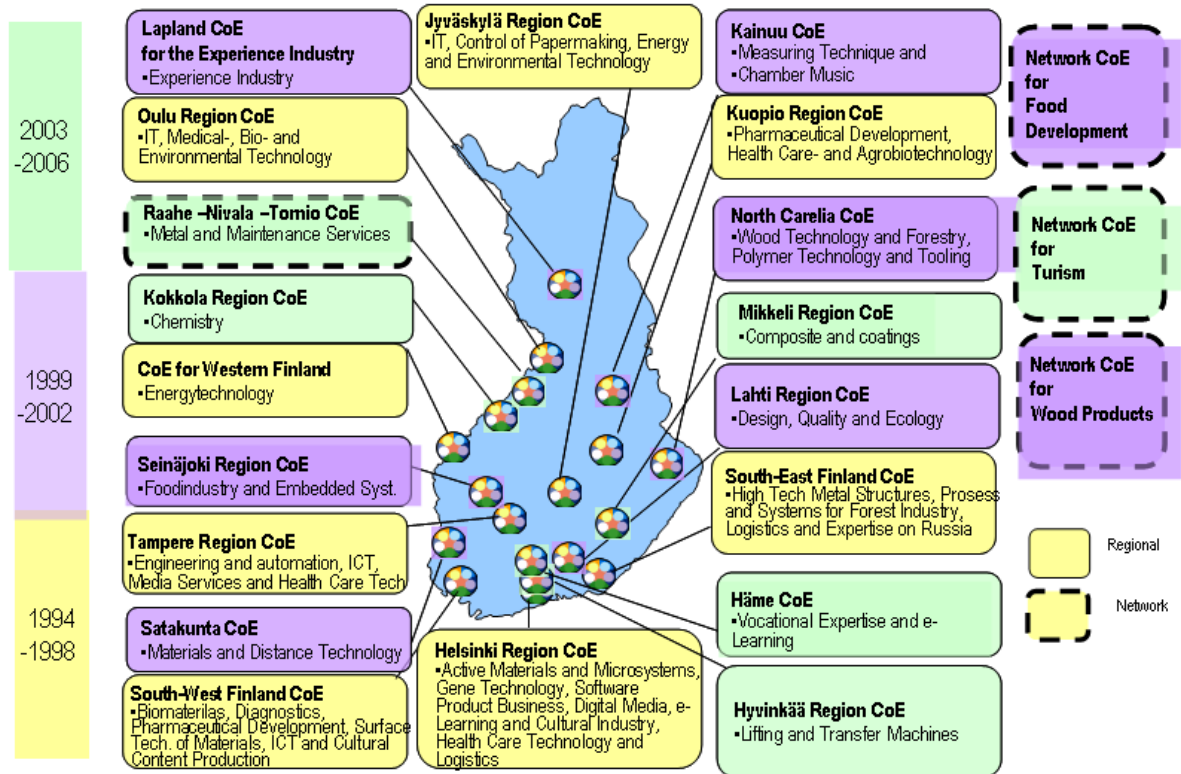 2003
-2006
1999
-2002
1994
-1998
Lapland CoE
for the Experience Industry
▪Experience Industry
Oulu Region CoE
▪IT, Medical-, Bio- and
Environmental Technology
Raahe –Nivala –Tornio CoE
▪Metal and Maintenance Services
Kokkola Region CoE
▪Chemistry
CoE for Western Finland
▪Energytechnology
Seinäjoki Region CoE
▪Foodindustry and Embedded Syst.
Tampere Region CoE
▪Engineering and automation, ICT,
Media Services and Health Care Tech
Satakunta CoE
▪Materials and Distance Technology
South-West Finland CoE
▪Biomaterilas, Diagnostics,
Pharmaceutical Development, Surface
Tech. of Materials, ICT and Cultural
Content Production
Jyväskylä Region CoE
▪IT, Control of Papermaking, Energy
and Environmental Technology
Helsinki Region CoE
▪Active Materials and Microsystems,
Gene Technology, Software
Product Business, Digital Media, e-
Learning and Cultural Industry,
Health Care Technology and
Logistics
Kainuu CoE
▪Measuring Technique and
▪Chamber Music
Kuopio Region CoE
▪Pharmaceutical Development,
Health Care- and Agrobiotechnology
North Carelia CoE
▪Wood Technology and Forestry,
Polymer Technology and Tooling
Mikkeli Region CoE
▪Composite and coatings
Lahti Region CoE
▪Design, Quality and Ecology
South-East Finland CoE
▪High Tech Metal Structures, Prosess
and Systems for Forest Industry,
Logistics and Expertise on Russia
Häme CoE
▪Vocational Expertise and e-
Learning
Hyvinkää Region CoE
▪Lifting and Transfer Machines
Network CoE
for
Food
Development
Network CoE
for
Turism
Network CoE
for
Wood Products
Regional
Network